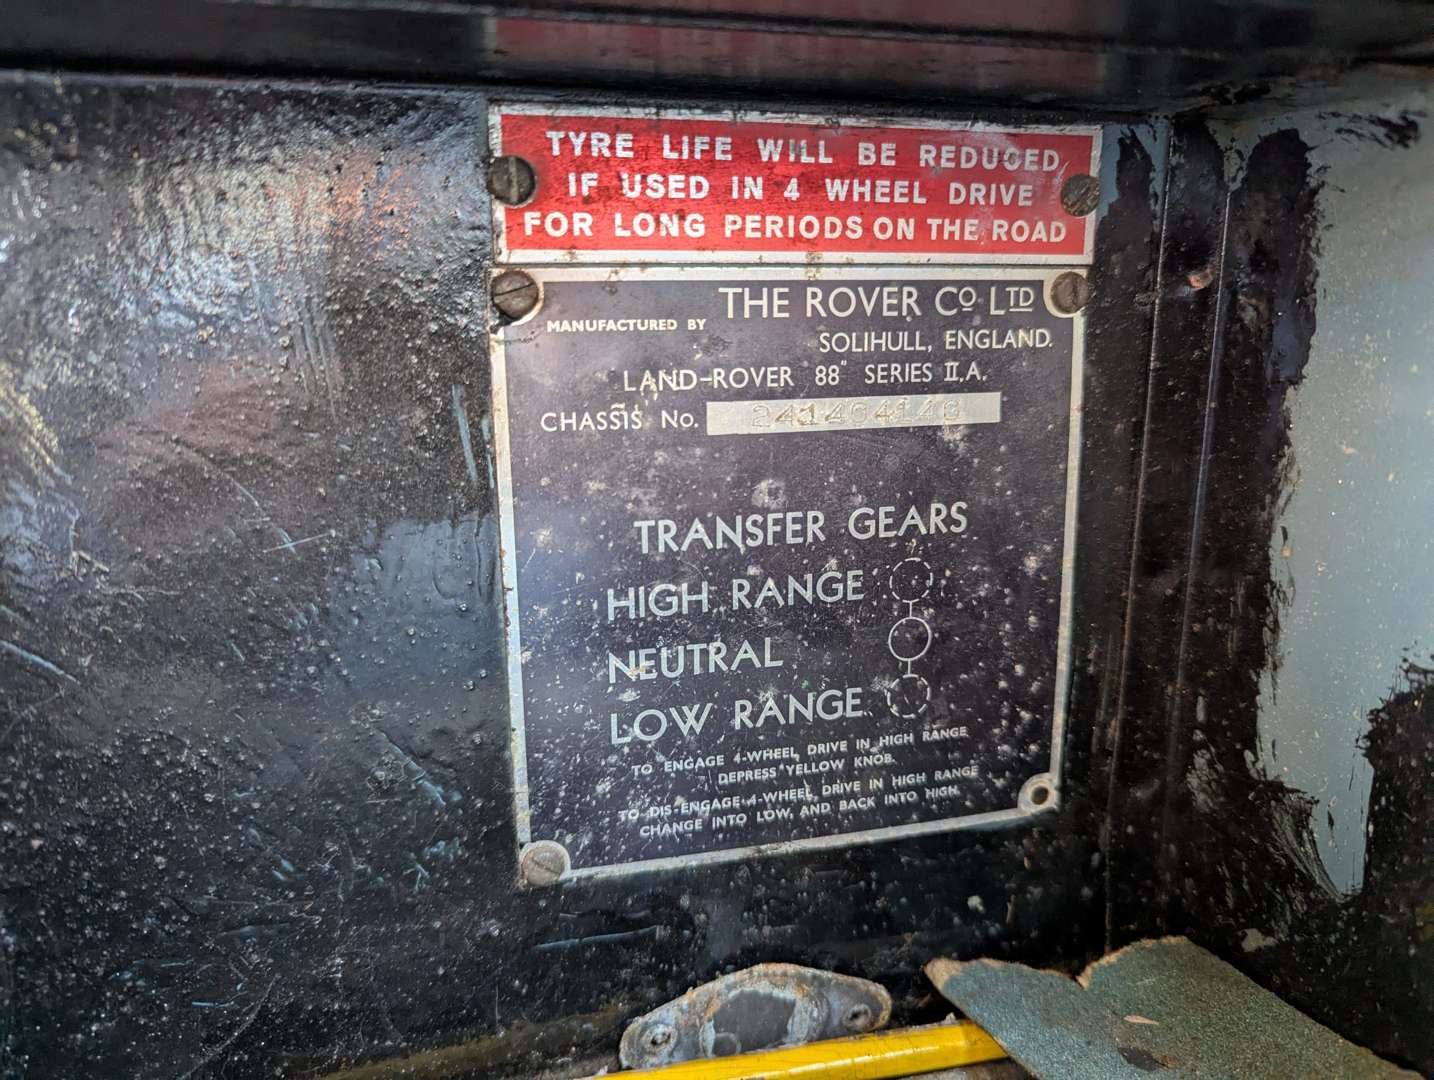 TYRE LIFE WILL BE REDUCED
IF USED IN 4 WHEEL DRIVE
FOR LONG PERIODS ON THE ROAD
MANUFACTURED BY THE ROVER Cº LTD
SOLIHULL, ENGLAND.
LAND-ROVER 88" SERIES II.A.
CHASSIS No.
TRANSFER GEARS
HIGH RANGE
NEUTRAL
LOW RANGE
TO ENGAGE 4-WHEEL DRIVE IN HIGH RANGE
DEPRESS YELLOW KNOB.
TO DIS-ENGAGE 4-WHEEL DRIVE IN HIGH RANGE
CHANGE INTO LOW, AND BACK INTO HIGH.